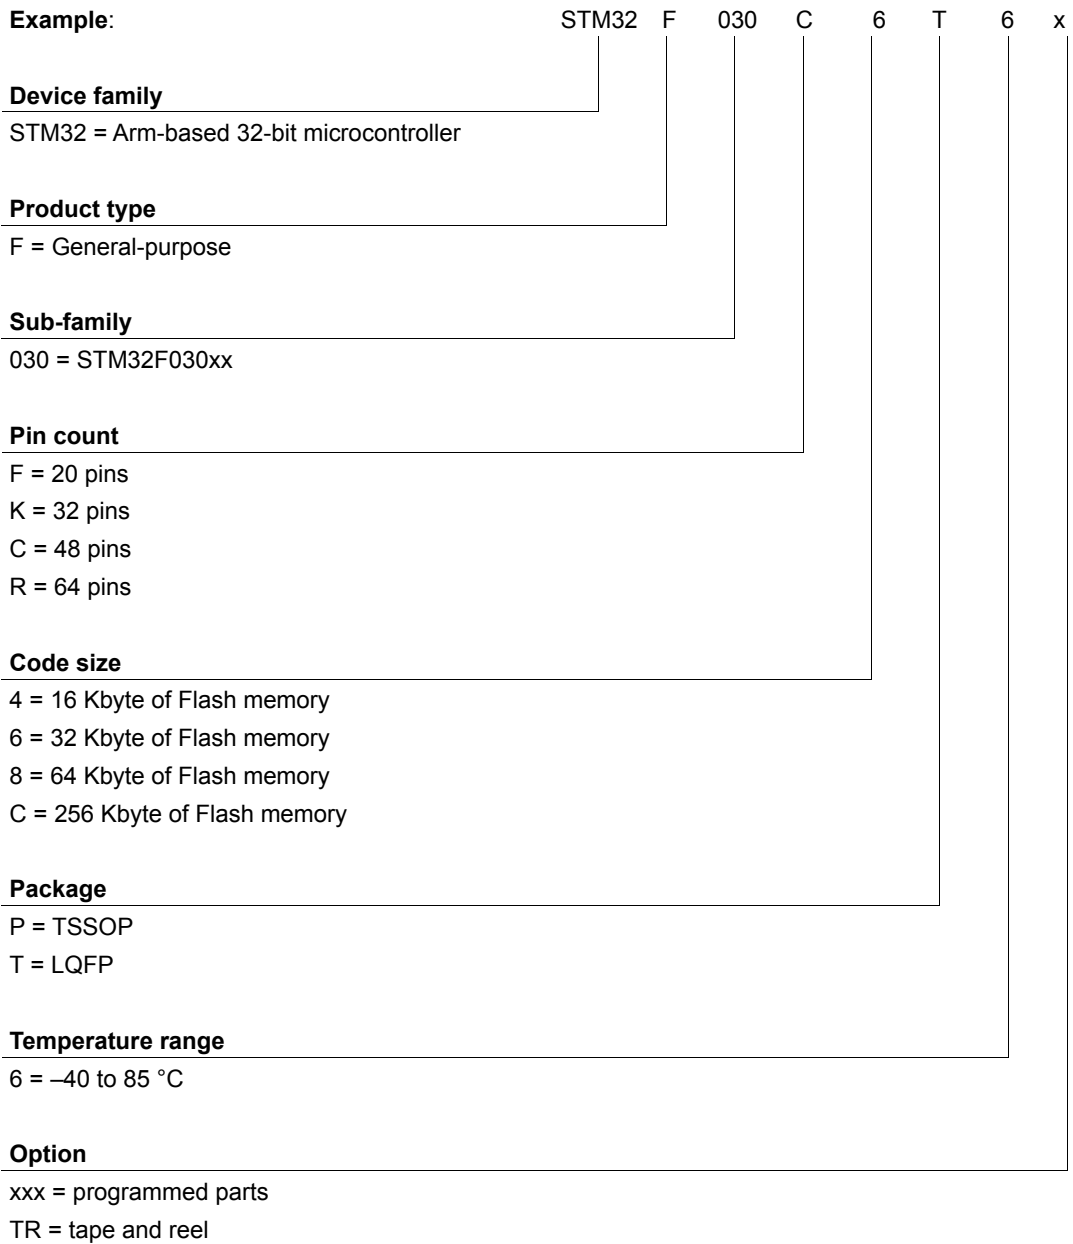 Example: STM32 F 030 C 6 T 6 x
Device family
STM32 = Arm-based 32-bit microcontroller
Product type
F = General-purpose
Sub-family
030 = STM32F030xx
Pin count
F = 20 pins
K = 32 pins
C = 48 pins
R = 64 pins
Code size
4 = 16 Kbyte of Flash memory
6 = 32 Kbyte of Flash memory
8 = 64 Kbyte of Flash memory
C = 256 Kbyte of Flash memory
Package
P = TSSOP
T = LQFP
Temperature range
6 = –40 to 85 °C
Option
xxx = programmed parts
TR = tape and reel